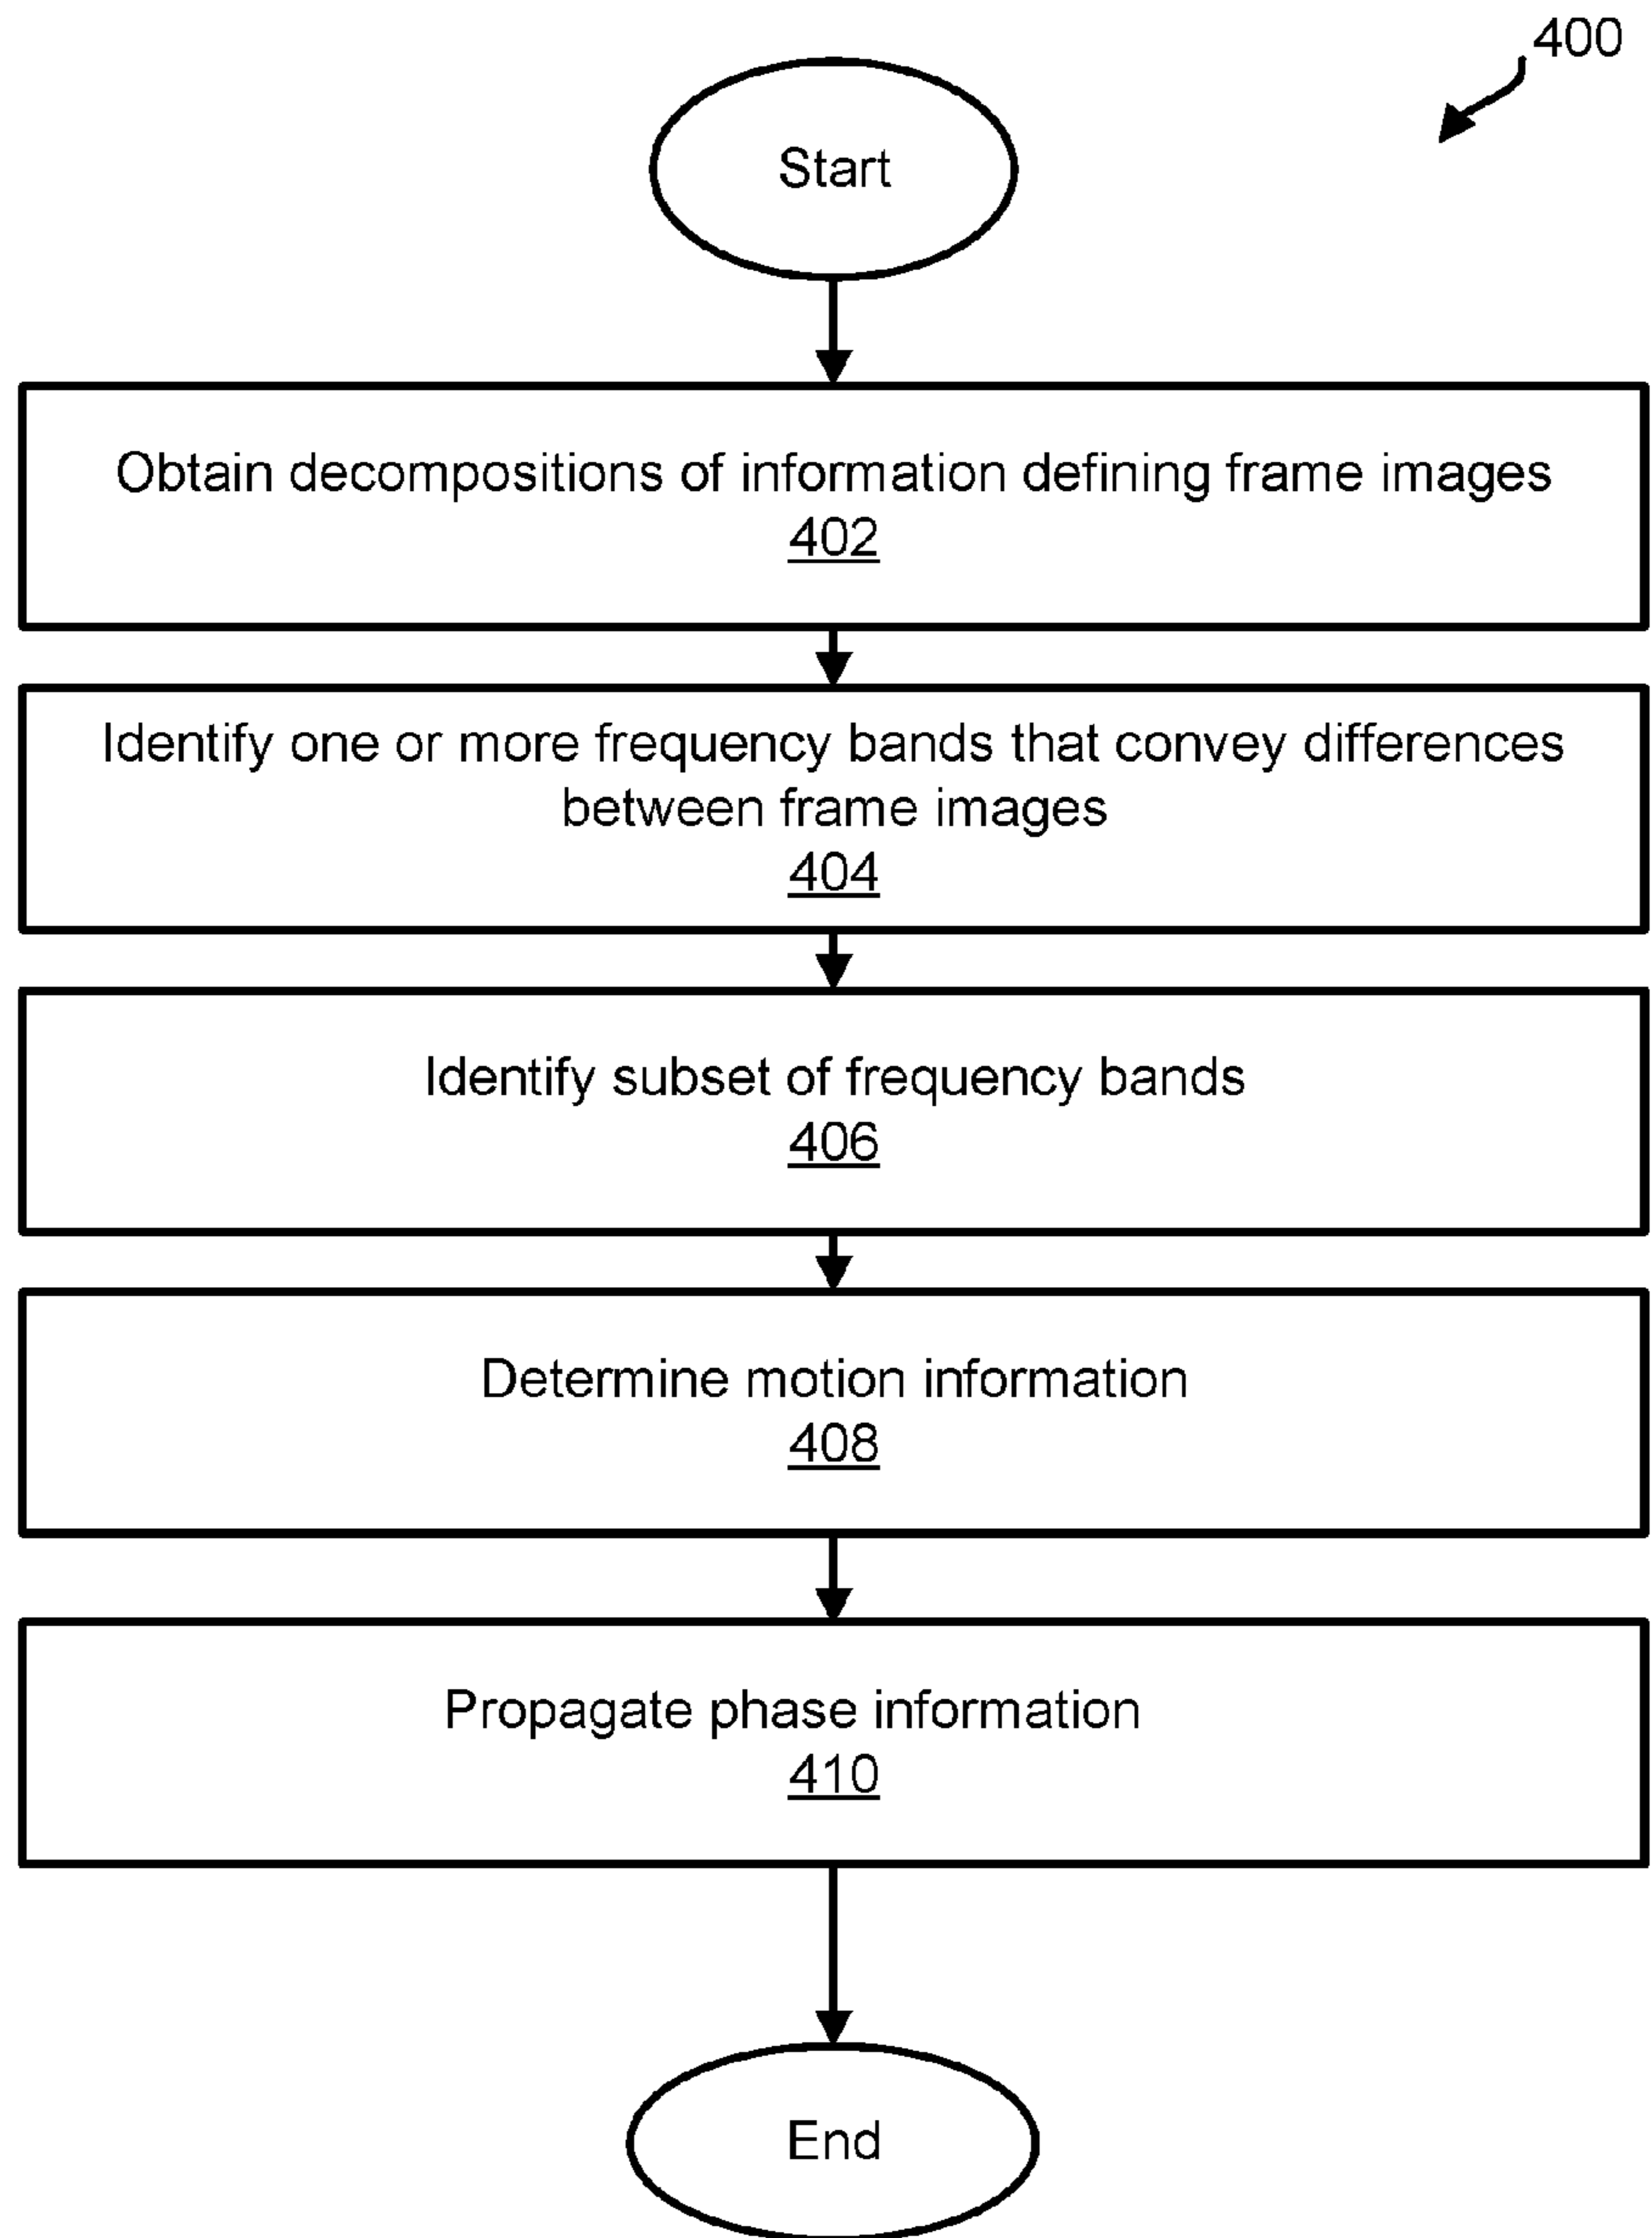 400
Start
Obtain decompositions of information defining frame images
402
Identify one or more frequency bands that convey differences
between frame images
404
Identify subset of frequency bands
406
Determine motion information
408
Propagate phase information
410
End